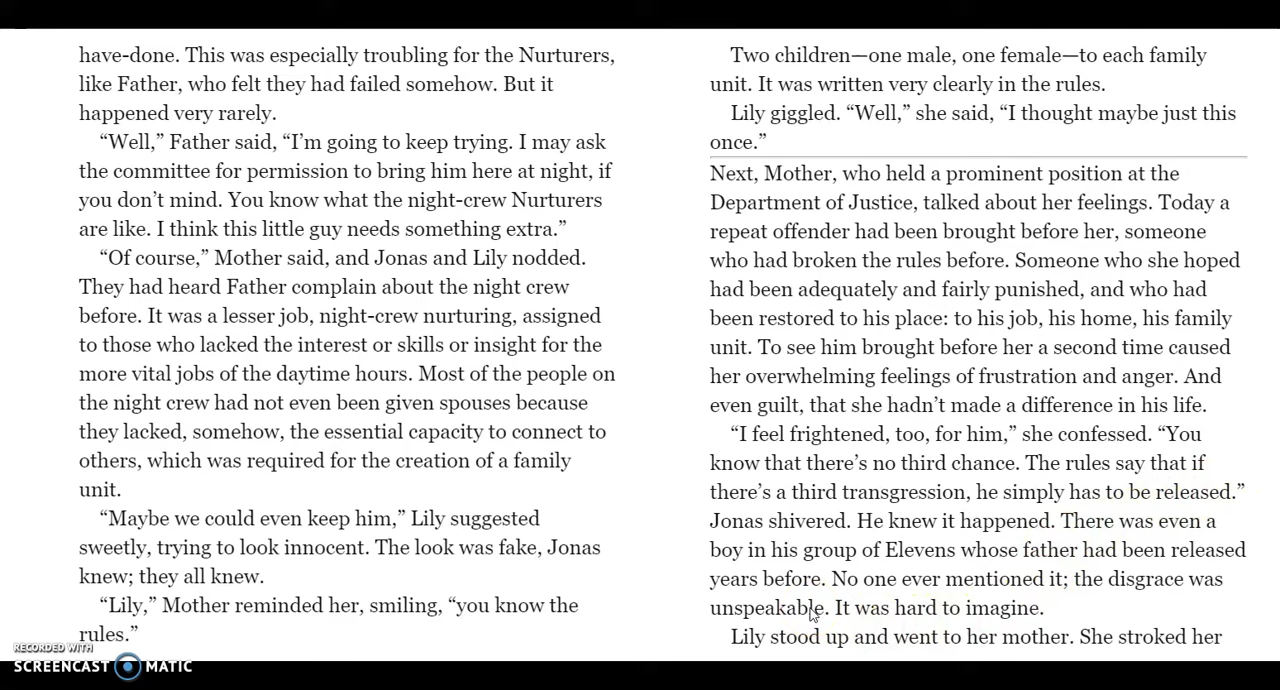 have-done. This was especially troubling for the Nurturers,
like Father, who felt they had failed somehow. But it
happened very rarely.
“Well,” Father said, “I’m going to keep trying. I may ask
the committee for permission to bring him here at night, if
you don’t mind. You know what the night-crew Nurturers
are like. I think this little guy needs something extra.”
“Of course,” Mother said, and Jonas and Lily nodded.
They had heard Father complain about the night crew
before. It was a lesser job, night-crew nurturing, assigned
to those who lacked the interest or skills or insight for the
more vital jobs of the daytime hours. Most of the people on
the night crew had not even been given spouses because
they lacked, somehow, the essential capacity to connect to
others, which was required for the creation of a family
unit.
“Maybe we could even keep him,” Lily suggested
sweetly, trying to look innocent. The look was fake, Jonas
knew; they all knew.
“Lily,” Mother reminded her, smiling, “you know the
rules.”
Two children—one male, one female—to each family
unit. It was written very clearly in the rules.
Lily giggled. “Well,” she said, “I thought maybe just this
once.”
Next, Mother, who held a prominent position at the
Department of Justice, talked about her feelings. Today a
repeat offender had been brought before her, someone
who had broken the rules before. Someone who she hoped
had been adequately and fairly punished, and who had
been restored to his place: to his job, his home, his family
unit. To see him brought before her a second time caused
her overwhelming feelings of frustration and anger. And
even guilt, that she hadn’t made a difference in his life.
“I feel frightened, too, for him,” she confessed. “You
know that there’s no third chance. The rules say that if
there’s a third transgression, he simply has to be released.”
Jonas shivered. He knew it happened. There was even a
boy in his group of Elevens whose father had been released
years before. No one ever mentioned it; the disgrace was
unspeakable. It was hard to imagine.
Lily stood up and went to her mother. She stroked her
RECORDED WITH
SCREENCAST MATIC